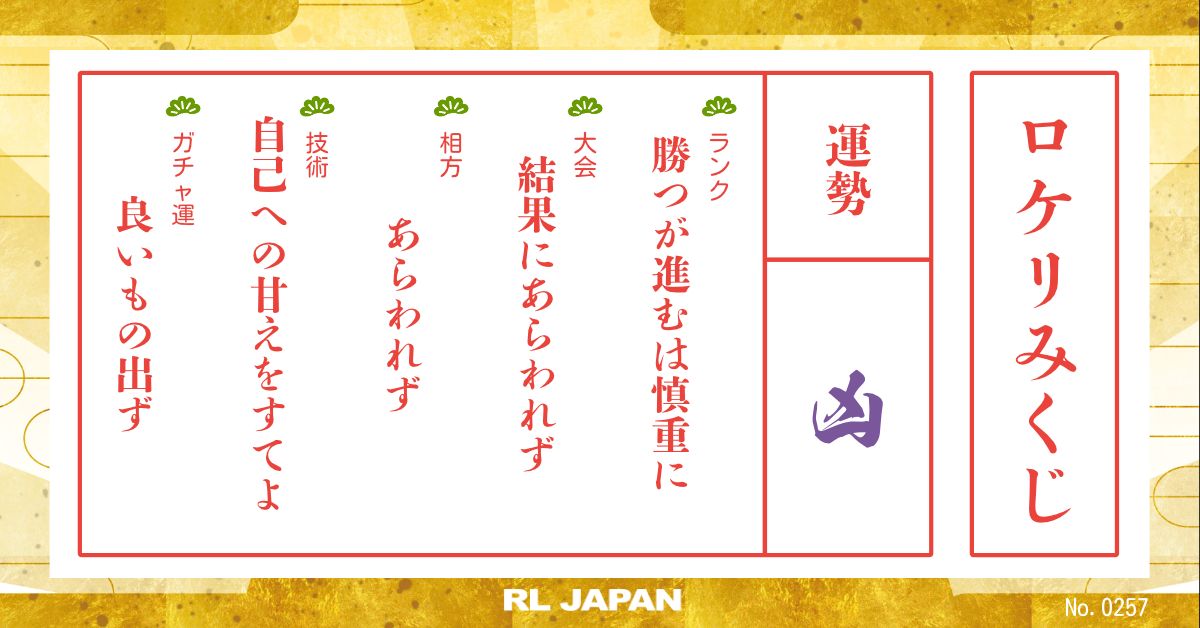 ロケリみくじ
運勢
凶
ランク
勝つが進むは慎重に
大会
結果にあらわれず
相方
あらわれず
技術
自己への甘えをすてよ
ガチャ運
良いもの出ず
RL JAPAN
No. 0257